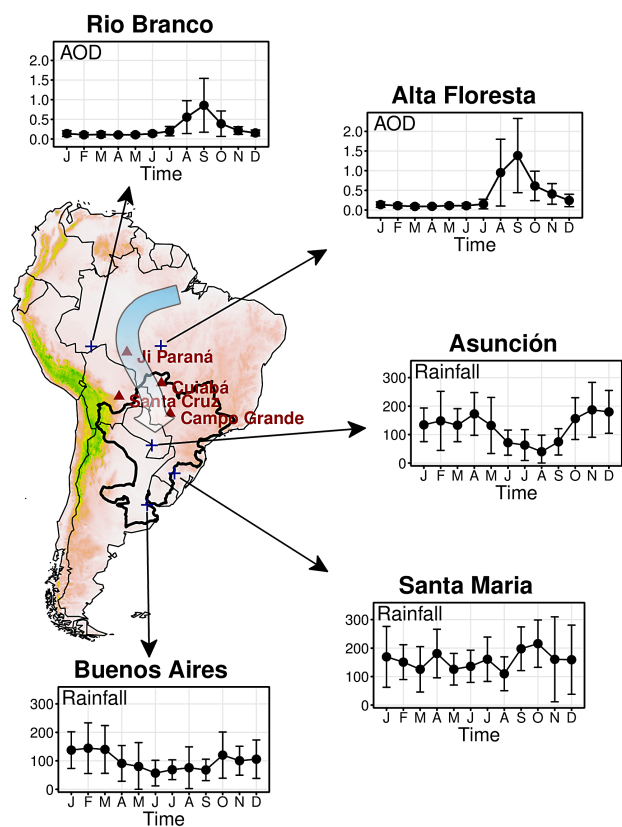 Rio Branco
AOD
2.0
1.5
1.0
0.5
0.0
J F M A M J J A S O N D
Time
Alta Floresta
AOD
2.0
1.5
1.0
0.5
0.0
J F M A M J J A S O N D
Time
Ji Paraná
Cuiabá
Santa Cruz
Campo Grande
Asunción
Rainfall
300
200
100
0
J F M A M J J A S O N D
Time
Santa Maria
Rainfall
300
200
100
0
J F M A M J J A S O N D
Time
Buenos Aires
Rainfall
300
200
100
0
J F M A M J J A S O N D
Time